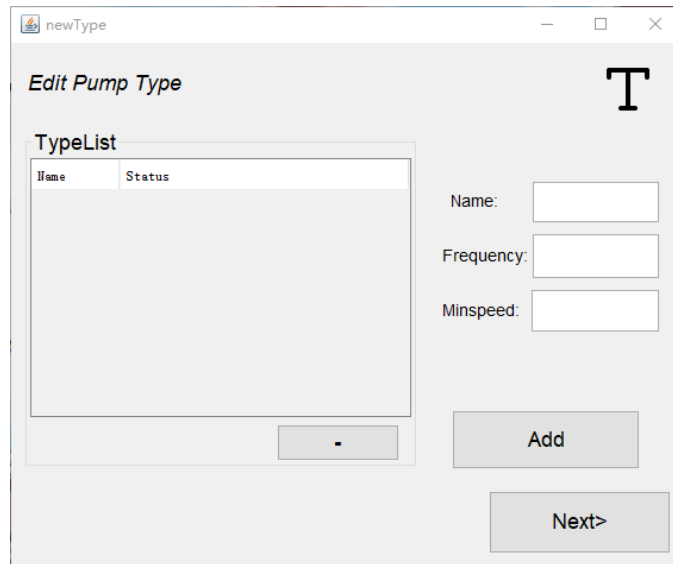 newType
Edit Pump Type
T
TypeList
Name Status
Name:
Frequency:
Minspeed:
-
Add
Next>